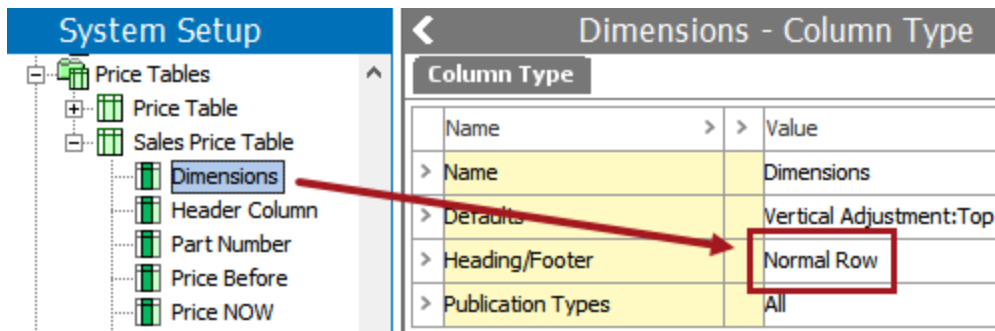 System Setup
Price Tables
Price Table
Sales Price Table
Dimensions
Header Column
Part Number
Price Before
Price NOW
Dimensions - Column Type
Column Type
Name > > Value
> Name Dimensions
> Defaults Vertical Adjustment:Top
> Heading/Footer Normal Row
> Publication Types All